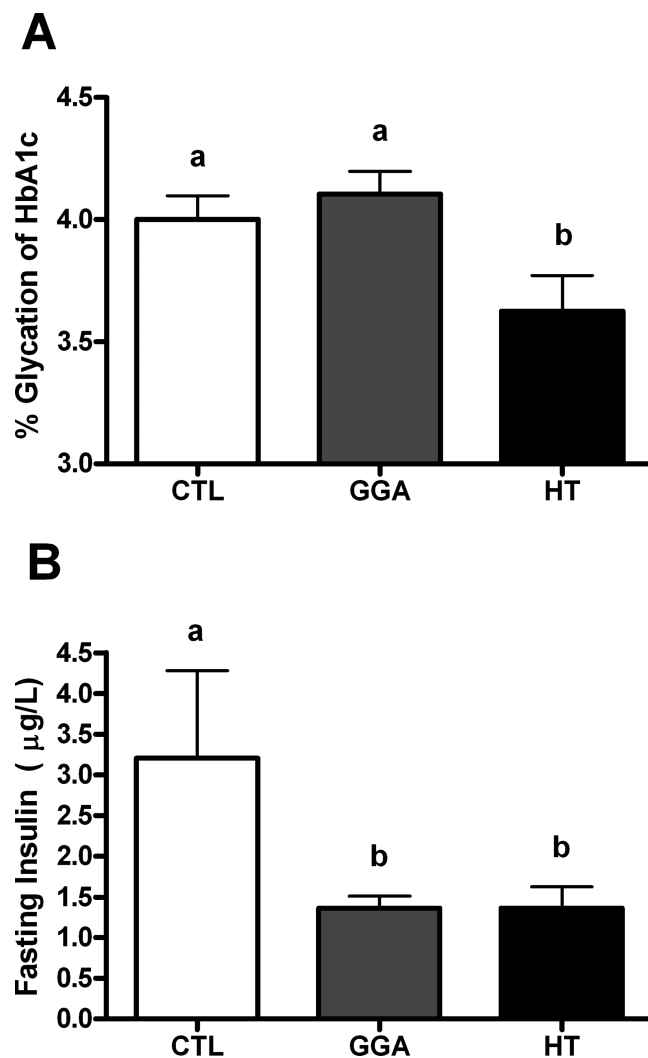 A
% Glycation of HbA1c
4.5
4.0
3.5
3.0
a
a
b
CTL GGA HT
B
Fasting Insulin ( μg/L)
4.5
4.0
3.5
3.0
2.5
2.0
1.5
1.0
0.5
0.0
a
b
b
CTL GGA HT